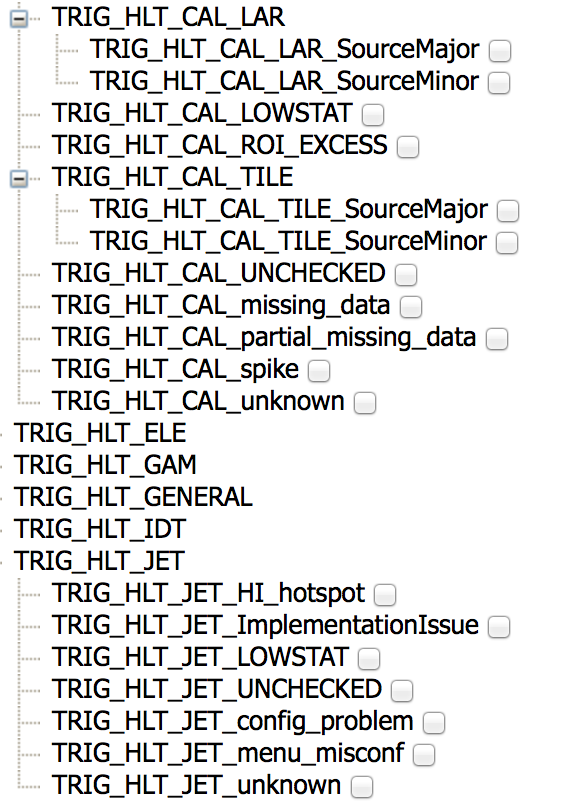 TRIG_HLT_CAL_LAR
TRIG_HLT_CAL_LAR_SourceMajor
TRIG_HLT_CAL_LAR_SourceMinor
TRIG_HLT_CAL_LOWSTAT
TRIG_HLT_CAL_ROI_EXCESS
TRIG_HLT_CAL_TILE
TRIG_HLT_CAL_TILE_SourceMajor
TRIG_HLT_CAL_TILE_SourceMinor
TRIG_HLT_CAL_UNCHECKED
TRIG_HLT_CAL_missing_data
TRIG_HLT_CAL_partial_missing_data
TRIG_HLT_CAL_spike
TRIG_HLT_CAL_unknown
TRIG_HLT_ELE
TRIG_HLT_GAM
TRIG_HLT_GENERAL
TRIG_HLT_IDT
TRIG_HLT_JET
TRIG_HLT_JET_HI_hotspot
TRIG_HLT_JET_ImplementationIssue
TRIG_HLT_JET_LOWSTAT
TRIG_HLT_JET_UNCHECKED
TRIG_HLT_JET_config_problem
TRIG_HLT_JET_menu_misconf
TRIG_HLT_JET_unknown